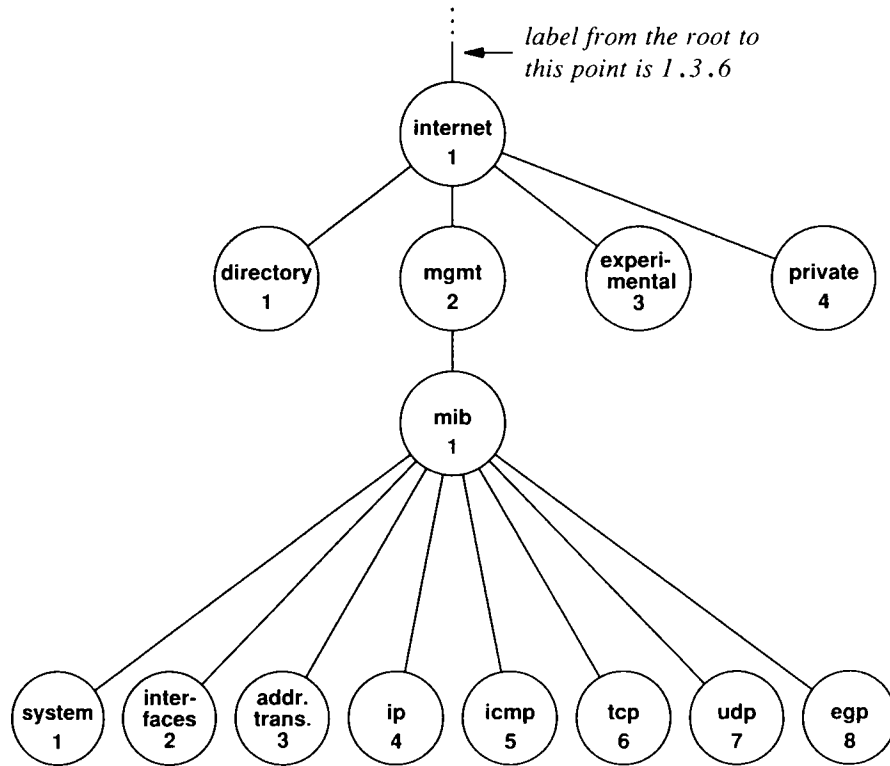 label from the root to
this point is 1.3.6
internet
1
directory
1
mgmt
2
experi-
mental
3
private
4
mib
1
system
1
inter-
faces
2
addr.
trans.
3
ip
4
icmp
5
tcp
6
udp
7
egp
8